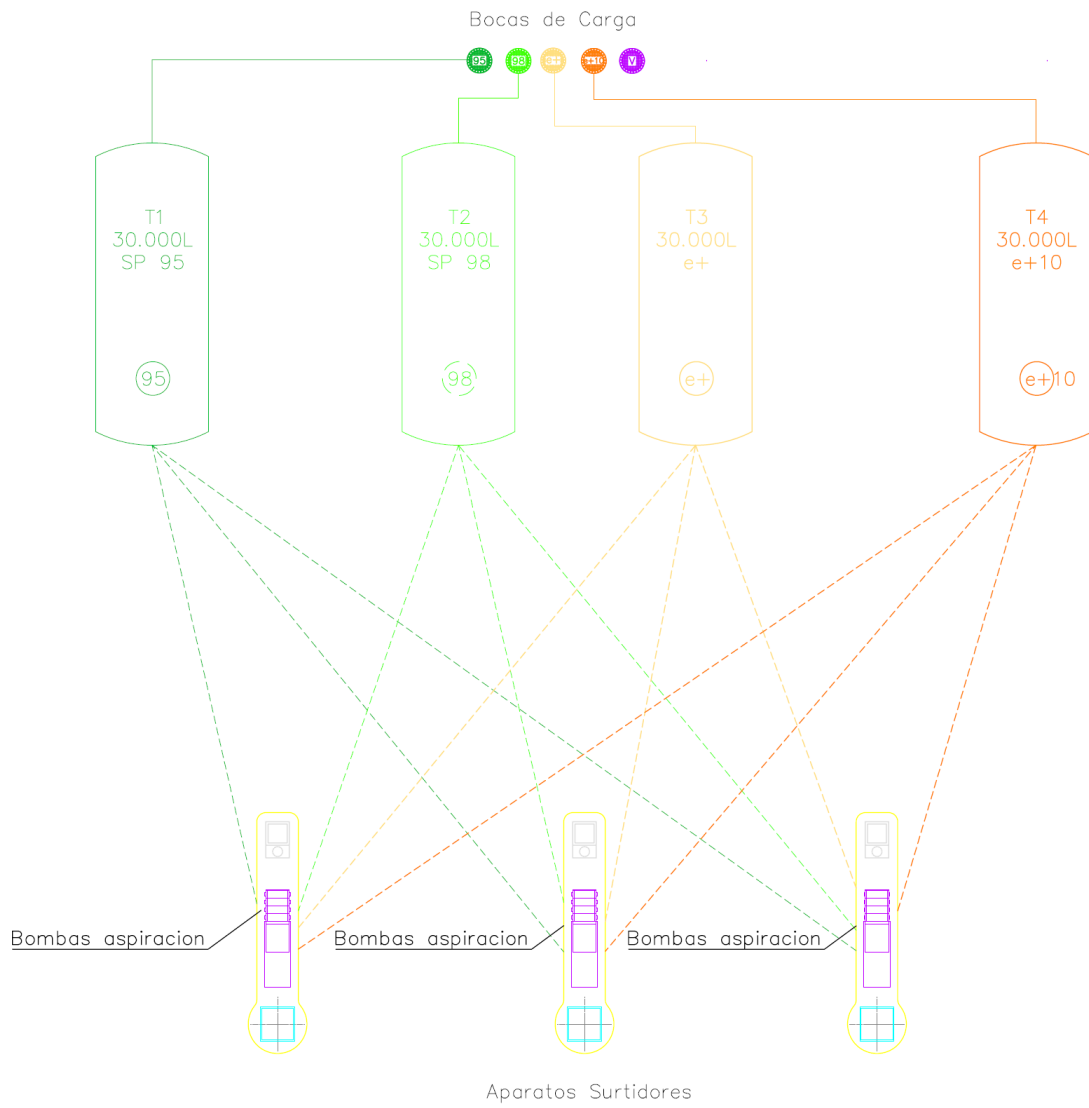 Bocas de Carga
95
98
e+
e+10
V
T1
30.000L
SP 95
95
T2
30.000L
SP 98
98
T3
30.000L
e+
e+
T4
30.000L
e+10
e+10
Bombas aspiracion
Bombas aspiracion
Bombas aspiracion
Aparatos Surtidores